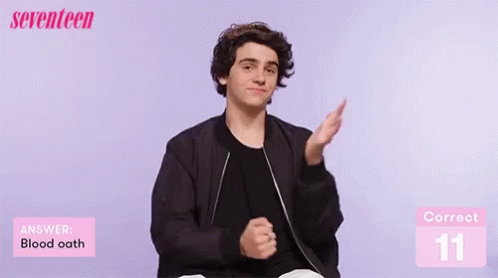 seventeen
ANSWER:
Blood oath
Correct
11